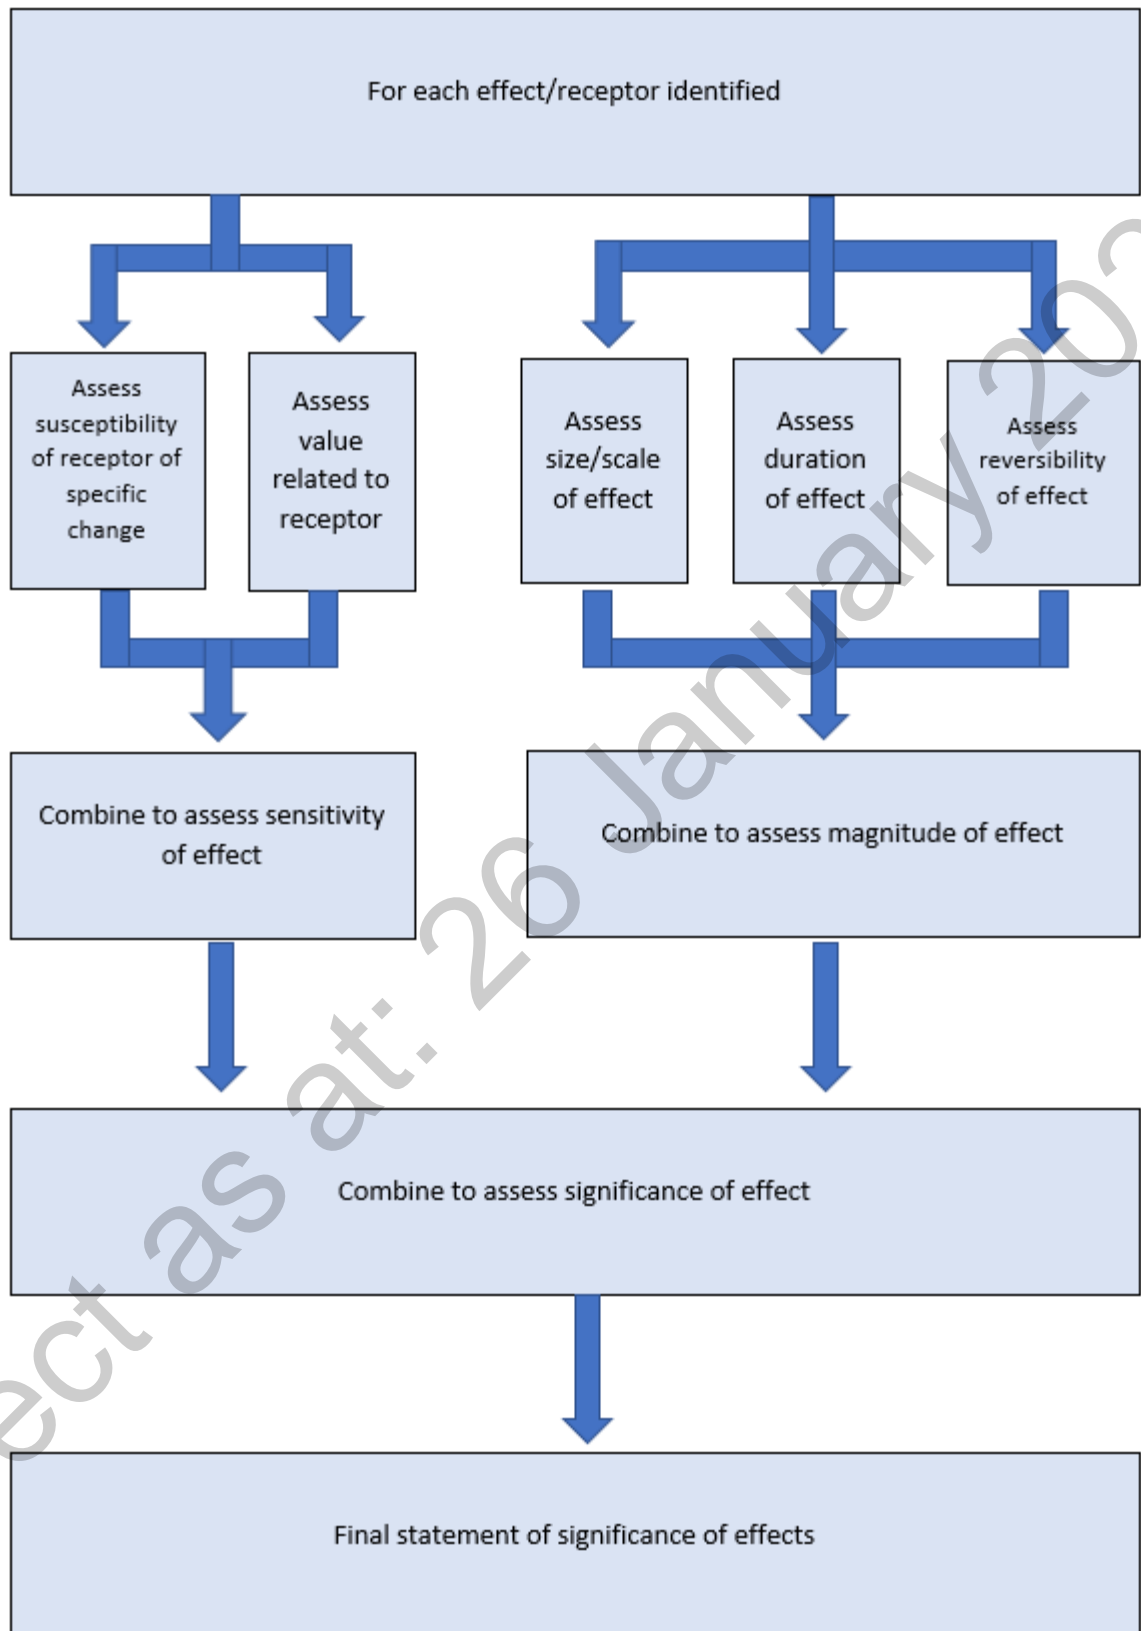 For each effect/receptor identified
Assess
susceptibility
of receptor of
specific
change
Assess
value
related to
receptor
Assess
size/scale
of effect
Assess
duration
of effect
Assess
reversibility
of effect
Combine to assess sensitivity
of effect
Combine to assess magnitude of effect
Combine to assess significance of effect
Final statement of significance of effects
ect as at: 26 January 202